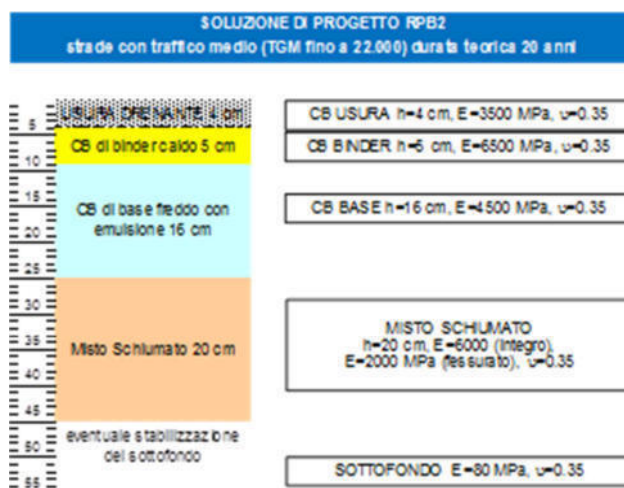 SOLUZIONE DI PROGETTO RPB2
strade con traffico medio (TGM fino a 22.000) durata teorica 20 anni
USURA DRENANTE 4 cm
CB USURA h=4 cm, E=3500 MPa, υ=0.35
5
CB di binder caldo 5 cm
CB BINDER h=5 cm, E=6500 MPa, υ=0.35
10
15
CB di base freddo con
emulsione 16 cm
CB BASE h=16 cm, E=4500 MPa, υ=0.35
20
25
30
Misto Schiumato 20 cm
MISTO SCHIUMATO
h=20 cm, E=6000 (integro),
E=2000 MPa (fessurato), υ=0.35
35
40
45
eventuale stabilizzazione
del sottofondo
50
SOTTOFONDO E=80 MPa, υ=0.35
55